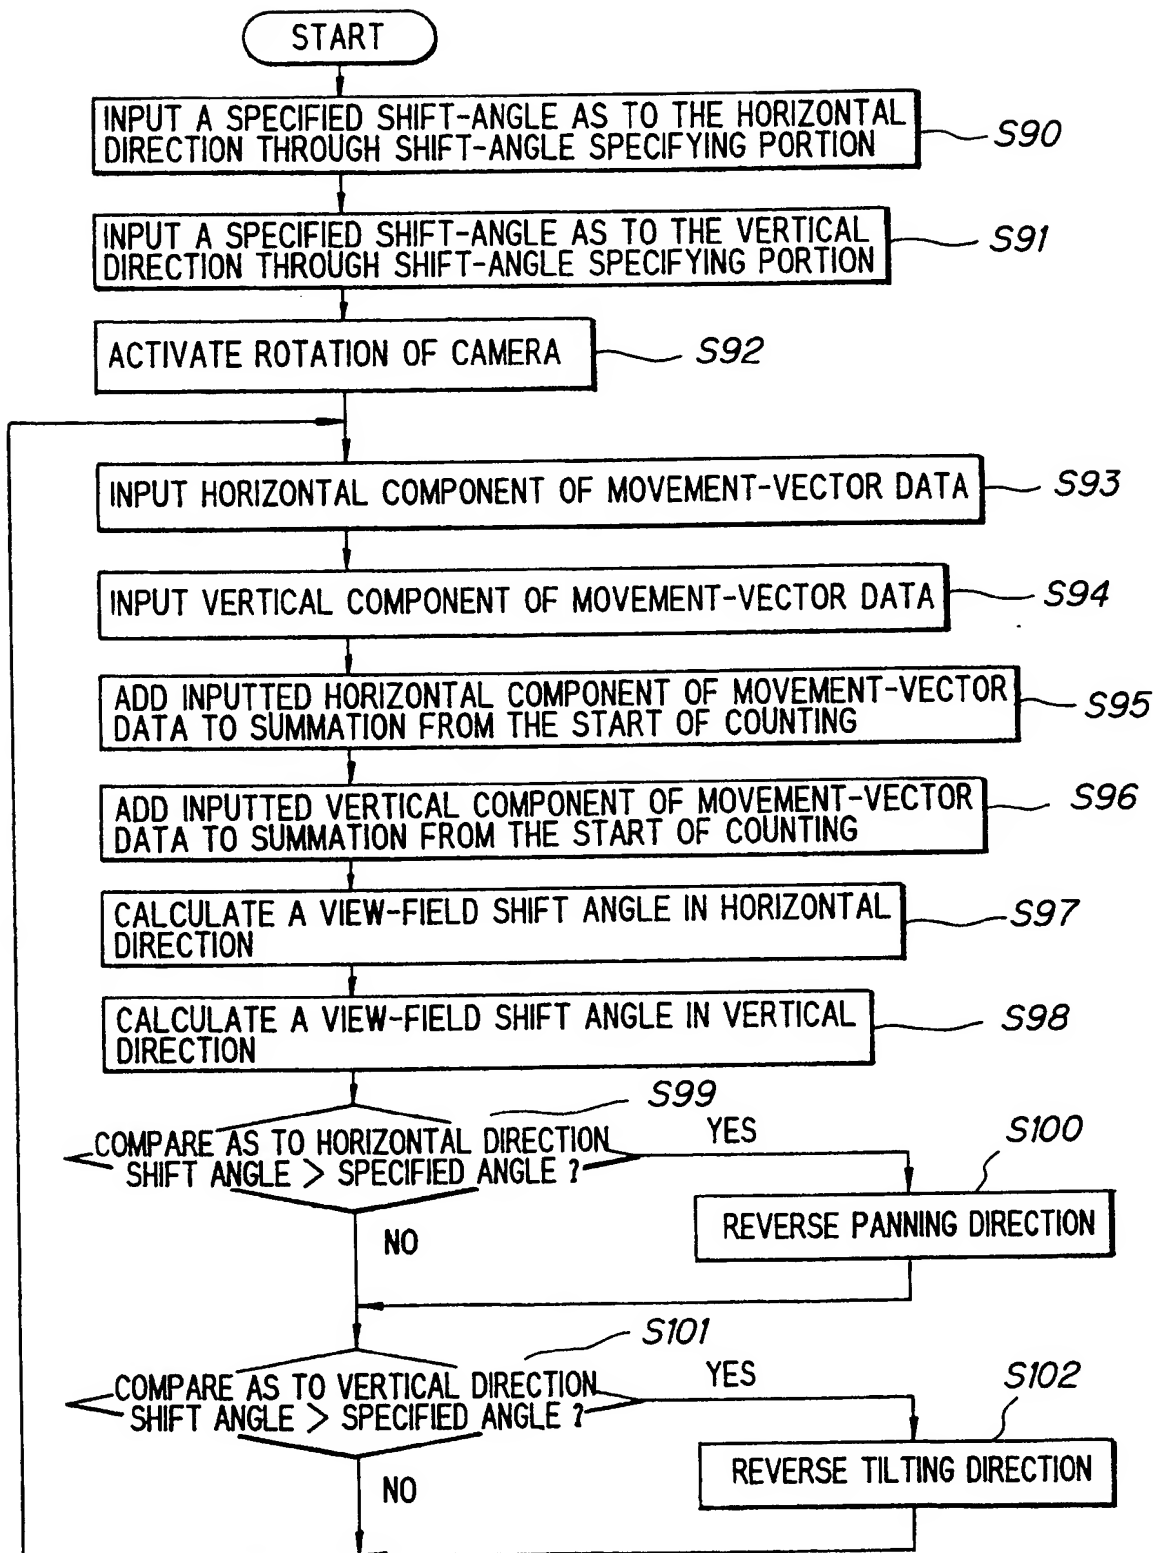 START
INPUT A SPECIFIED SHIFT-ANGLE AS TO THE HORIZONTAL
DIRECTION THROUGH SHIFT-ANGLE SPECIFYING PORTION
S90
INPUT A SPECIFIED SHIFT-ANGLE AS TO THE VERTICAL
DIRECTION THROUGH SHIFT-ANGLE SPECIFYING PORTION
S91
ACTIVATE ROTATION OF CAMERA
S92
INPUT HORIZONTAL COMPONENT OF MOVEMENT-VECTOR DATA
S93
INPUT VERTICAL COMPONENT OF MOVEMENT-VECTOR DATA
S94
ADD INPUTTED HORIZONTAL COMPONENT OF MOVEMENT-VECTOR
DATA TO SUMMATION FROM THE START OF COUNTING
S95
ADD INPUTTED VERTICAL COMPONENT OF MOVEMENT-VECTOR
DATA TO SUMMATION FROM THE START OF COUNTING
S96
CALCULATE A VIEW-FIELD SHIFT ANGLE IN HORIZONTAL
DIRECTION
S97
CALCULATE A VIEW-FIELD SHIFT ANGLE IN VERTICAL
DIRECTION
S98
S99
COMPARE AS TO HORIZONTAL DIRECTION
SHIFT ANGLE > SPECIFIED ANGLE ?
YES
S100
REVERSE PANNING DIRECTION
NO
S101
COMPARE AS TO VERTICAL DIRECTION
SHIFT ANGLE > SPECIFIED ANGLE ?
YES
S102
REVERSE TILTING DIRECTION
NO